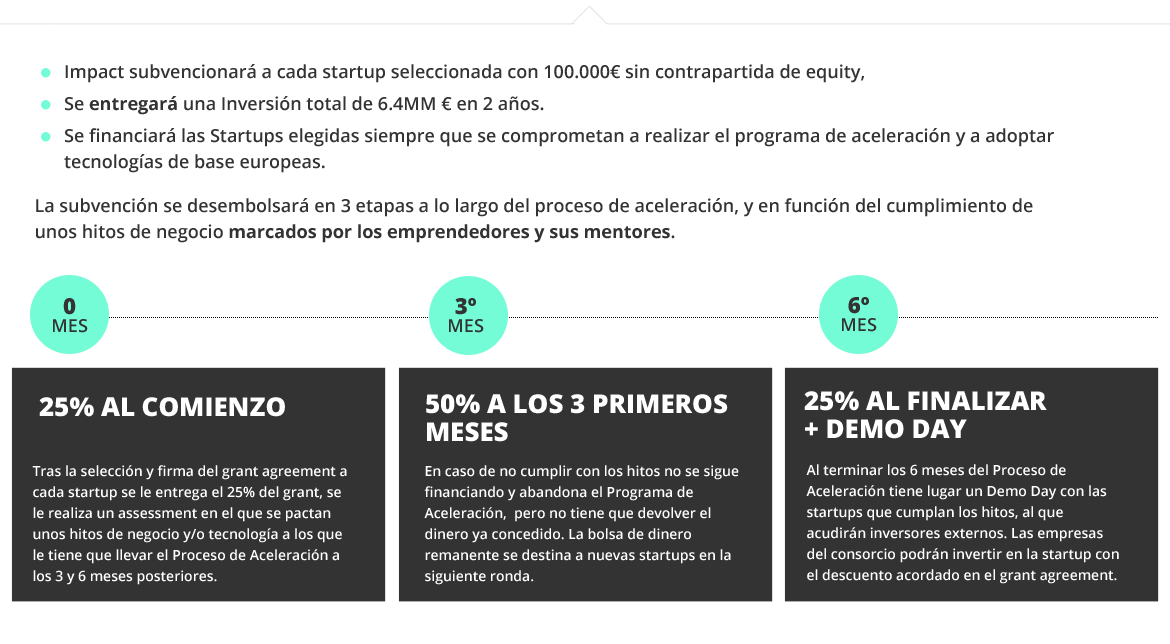 Impact subvencionará a cada startup seleccionada con 100.000€ sin contrapartida de equity,
Se entregará una Inversión total de 6.4MM € en 2 años.
Se financiará las Startups elegidas siempre que se comprometan a realizar el programa de aceleración y a adoptar
tecnologías de base europeas.
La subvención se desembolsará en 3 etapas a lo largo del proceso de aceleración, y en función del cumplimiento de
unos hitos de negocio marcados por los emprendedores y sus mentores.
0
MES
3º
MES
6º
MES
25% AL COMIENZO
Tras la selección y firma del grant agreement a
cada startup se le entrega el 25% del grant, se
le realiza un assessment en el que se pactan
unos hitos de negocio y/o tecnología a los que
le tiene que llevar el Proceso de Aceleración a
los 3 y 6 meses posteriores.
50% A LOS 3 PRIMEROS
MESES
En caso de no cumplir con los hitos no se sigue
financiando y abandona el Programa de
Aceleración, pero no tiene que devolver el
dinero ya concedido. La bolsa de dinero
remanente se destina a nuevas startups en la
siguiente ronda.
25% AL FINALIZAR
+ DEMO DAY
Al terminar los 6 meses del Proceso de
Aceleración tiene lugar un Demo Day con las
startups que cumplan los hitos, al que
acudirán inversores externos. Las empresas
del consorcio podrán invertir en la startup con
el descuento acordado en el grant agreement.